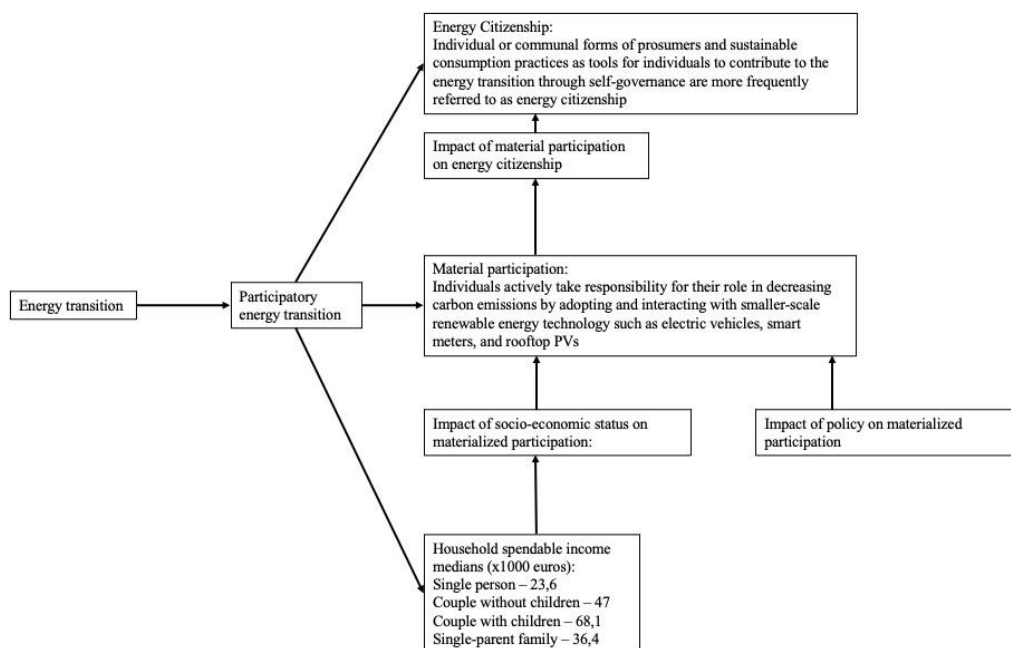 Energy Citizenship:
Individual or communal forms of prosumers and sustainable
consumption practices as tools for individuals to contribute to the
energy transition through self-governance are more frequently
referred to as energy citizenship
Impact of material participation
on energy citizenship
Material participation:
Individuals actively take responsibility for their role in decreasing
carbon emissions by adopting and interacting with smaller-scale
renewable energy technology such as electric vehicles, smart
meters, and rooftop PVs
Energy transition
Participatory
energy transition
Impact of socio-economic status on
materialized participation:
Impact of policy on materialized
participation
Household spendable income
medians (x1000 euros):
Single person – 23,6
Couple without children – 47
Couple with children – 68,1
Single-parent family – 36,4